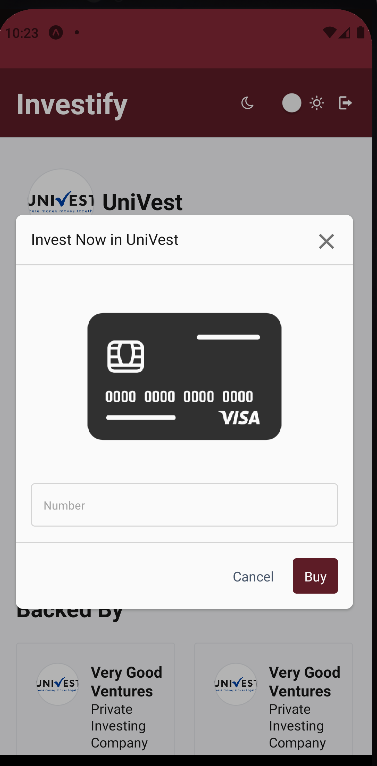 10:23
Investify
UNIVEST
UniVest
Invest Now in UniVest
0000 0000 0000 0000
VISA
Number
Cancel
Buy
Backed By
UNIVEST
Very Good
Ventures
Private
Investing
Company
UNIVEST
Very Good
Ventures
Private
Investing
Company